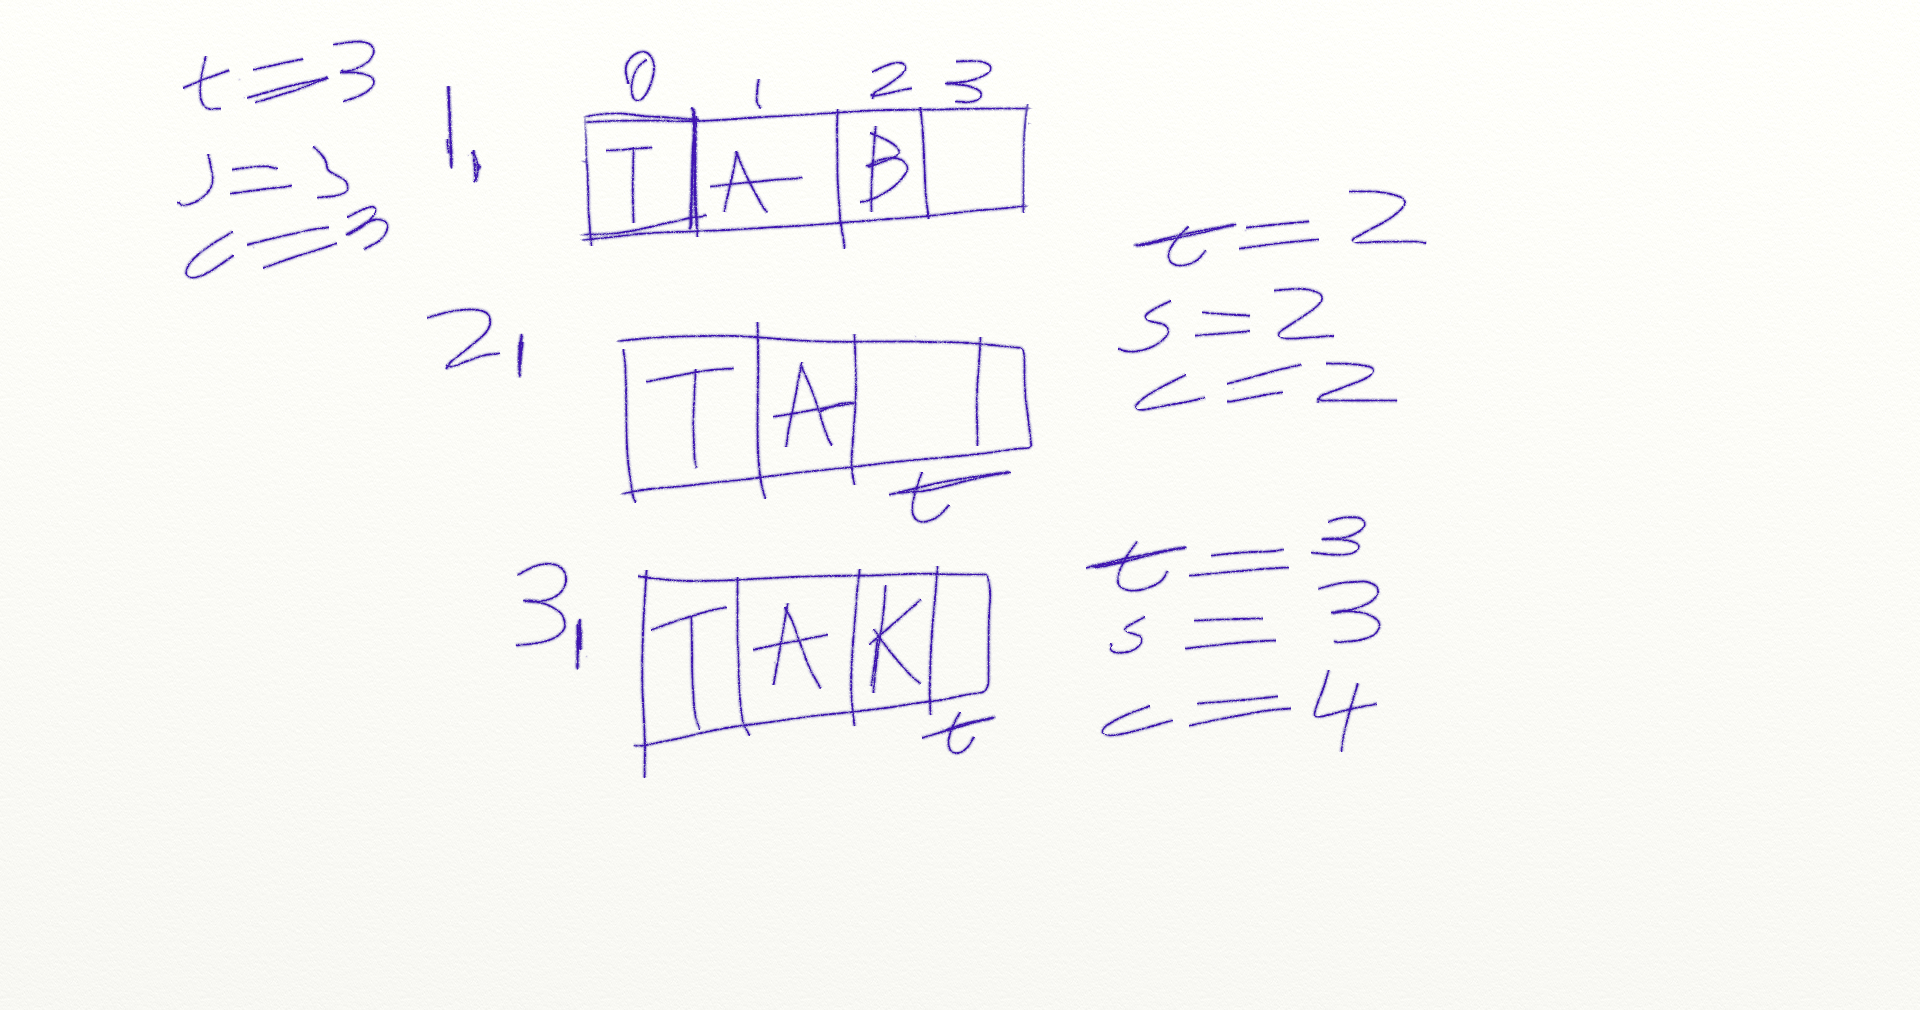 t=3
s=3
c=3
1,
0 1 2 3
T A B
t=2
s=2
c=2
2,
T A
t
3,
T A K
t
t=3
s=3
c=4